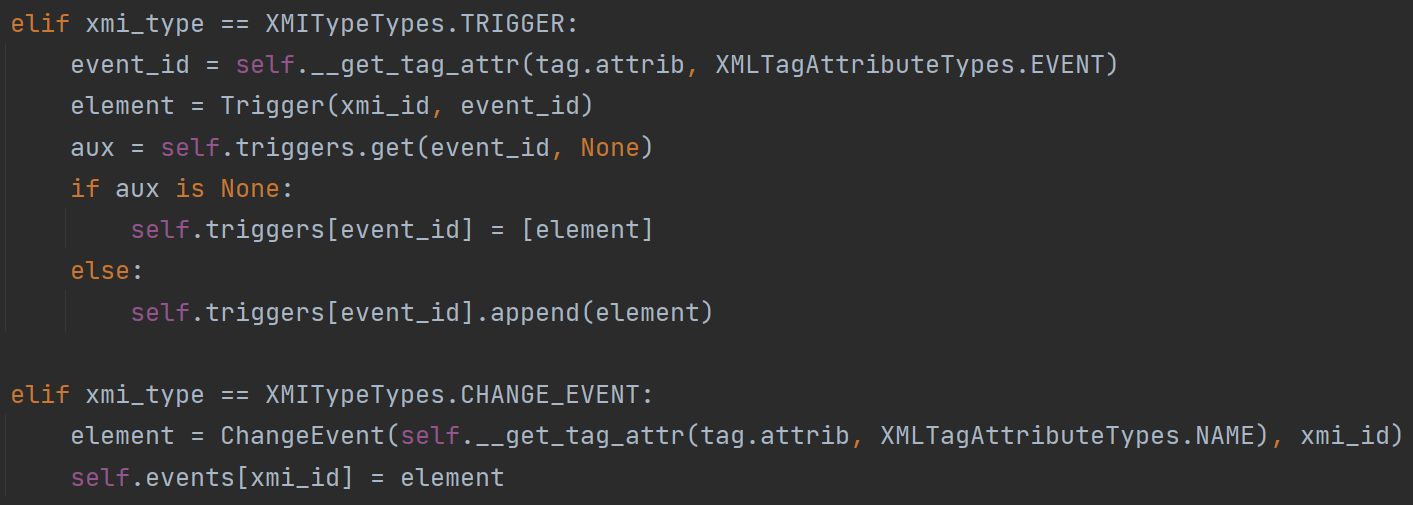 elif xmi_type == XMITypeTypes.TRIGGER:
    event_id = self.__get_tag_attr(tag.attrib, XMLTagAttributeTypes.EVENT)
    element = Trigger(xmi_id, event_id)
    aux = self.triggers.get(event_id, None)
    if aux is None:
        self.triggers[event_id] = [element]
    else:
        self.triggers[event_id].append(element)

elif xmi_type == XMITypeTypes.CHANGE_EVENT:
    element = ChangeEvent(self.__get_tag_attr(tag.attrib, XMLTagAttributeTypes.NAME), xmi_id)
    self.events[xmi_id] = element